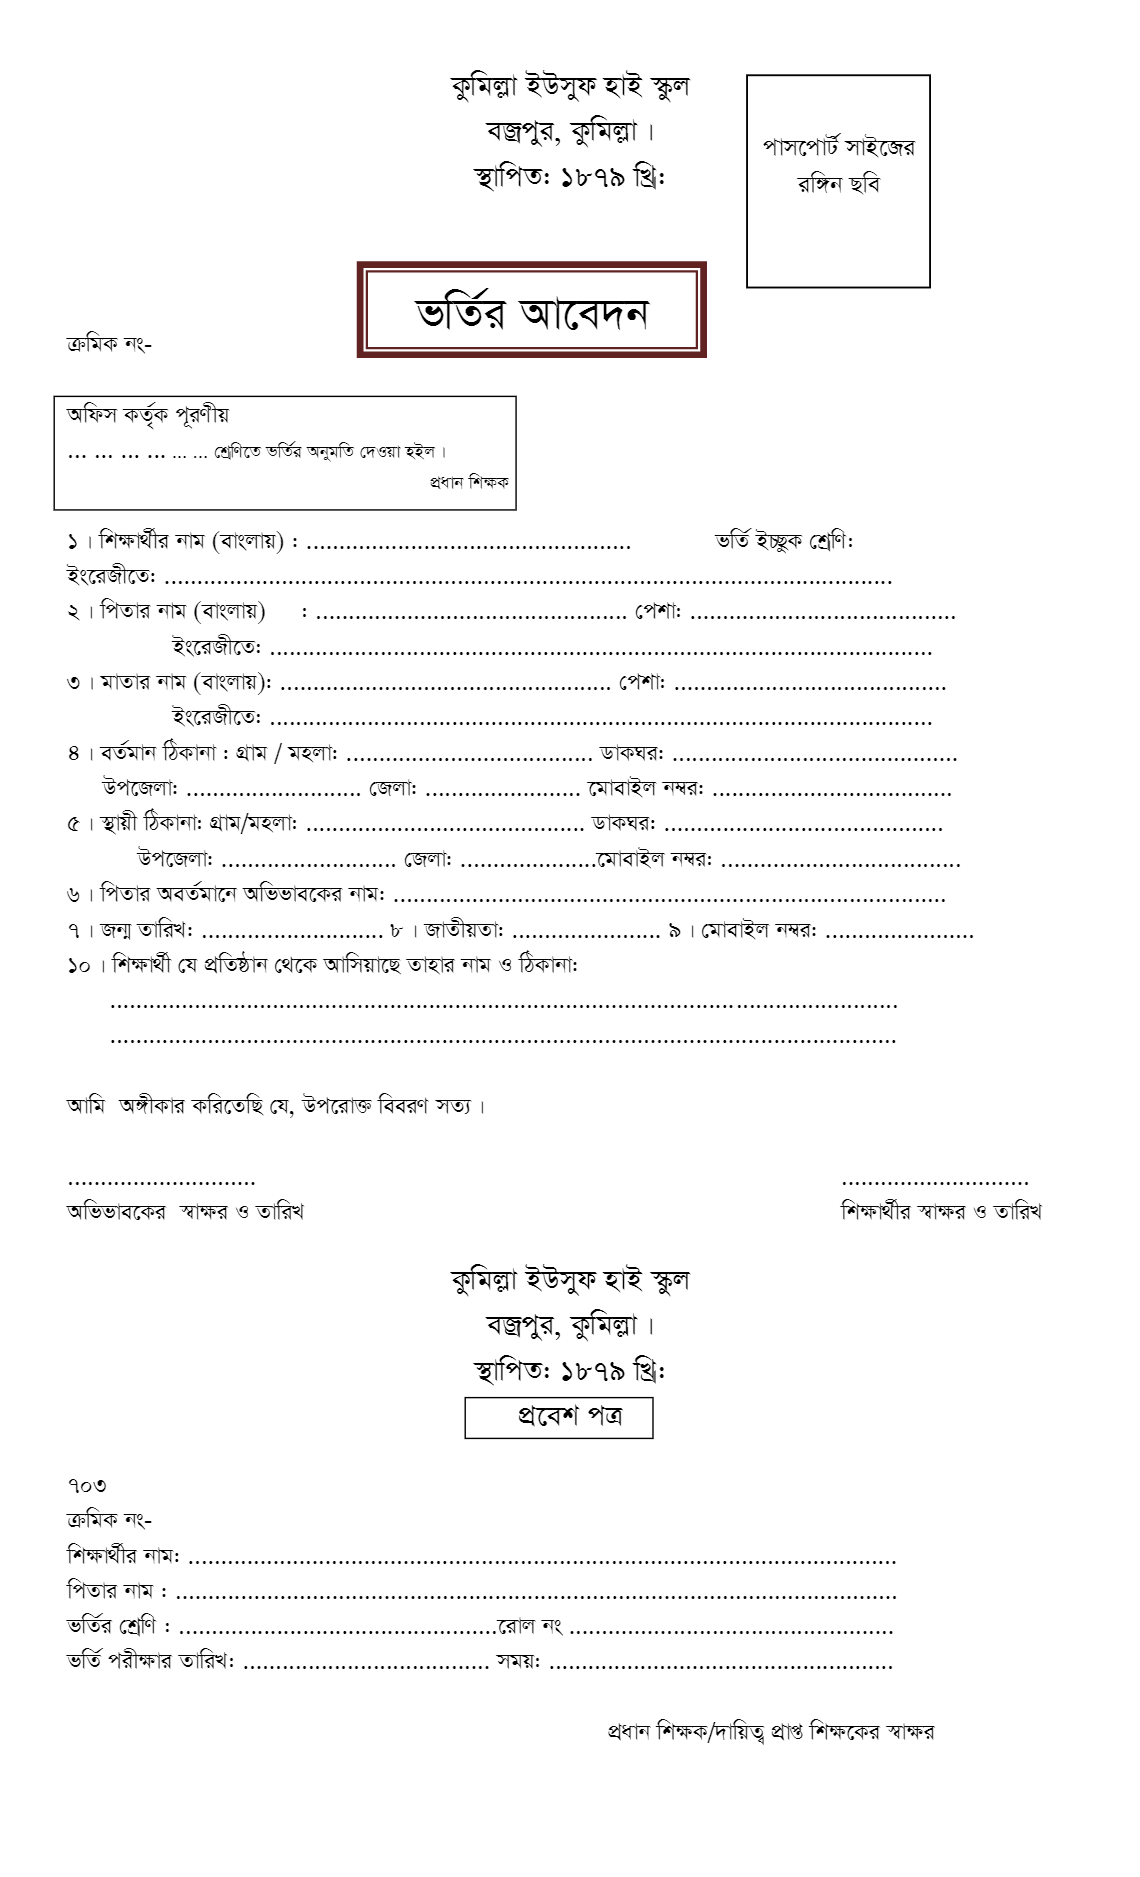 কুমিল্লা ইউসুফ হাই স্কুল
বজ্রপুর, কুমিল্লা ।
স্থাপিত: ১৮৭৯ খ্রি:
পাসপোর্ট সাইজের
রঙ্গিন ছবি
ভর্তির আবেদন
ক্রমিক নং-
অফিস কর্তৃক পূরণীয়
... ... ... ... ... ... শ্রেণিতে ভর্তির অনুমতি দেওয়া হইল ।
প্রধান শিক্ষক
১ । শিক্ষার্থীর নাম (বাংলায়) : .................................................. ভর্তি ইচ্ছুক শ্রেণি:
ইংরেজীতে: ................................................................................................................
২ । পিতার নাম (বাংলায়) : ................................................ পেশা: .........................................
ইংরেজীতে: ......................................................................................................
৩ । মাতার নাম (বাংলায়): ................................................... পেশা: ..........................................
ইংরেজীতে: ......................................................................................................
৪ । বর্তমান ঠিকানা : গ্রাম / মহলা: ...................................... ডাকঘর: ............................................
উপজেলা: ........................... জেলা: ........................ মোবাইল নম্বর: .....................................
৫ । স্থায়ী ঠিকানা: গ্রাম/মহলা: ........................................... ডাকঘর: ...........................................
উপজেলা: ........................... জেলা: .....................মোবাইল নম্বর: .....................................
৬ । পিতার অবর্তমানে অভিভাবকের নাম: .....................................................................................
৭ । জন্ম তারিখ: ............................ ৮ । জাতীয়তা: ....................... ৯ । মোবাইল নম্বর: .......................
১০ । শিক্ষার্থী যে প্রতিষ্ঠান থেকে আসিয়াছে তাহার নাম ও ঠিকানা:
.........................................................................................................................
.........................................................................................................................
আমি অঙ্গীকার করিতেছি যে, উপরোক্ত বিবরণ সত্য ।
............................. .............................
অভিভাবকের স্বাক্ষর ও তারিখ শিক্ষার্থীর স্বাক্ষর ও তারিখ
কুমিল্লা ইউসুফ হাই স্কুল
বজ্রপুর, কুমিল্লা ।
স্থাপিত: ১৮৭৯ খ্রি:
প্রবেশ পত্র
৭০৩
ক্রমিক নং-
শিক্ষার্থীর নাম: .............................................................................................................
পিতার নাম : ...............................................................................................................
ভর্তির শ্রেণি : .................................................রোল নং ..................................................
ভর্তি পরীক্ষার তারিখ: ...................................... সময়: .....................................................
প্রধান শিক্ষক/দায়িত্ব প্রাপ্ত শিক্ষকের স্বাক্ষর